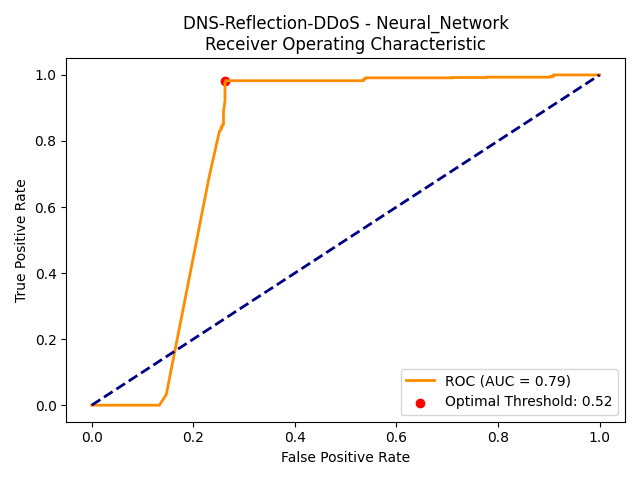 DNS-Reflection-DDoS - Neural_Network
Receiver Operating Characteristic
1.0
0.8
0.6
0.4
0.2
0.0
True Positive Rate
ROC (AUC = 0.79)
Optimal Threshold: 0.52
0.0 0.2 0.4 0.6 0.8 1.0
False Positive Rate